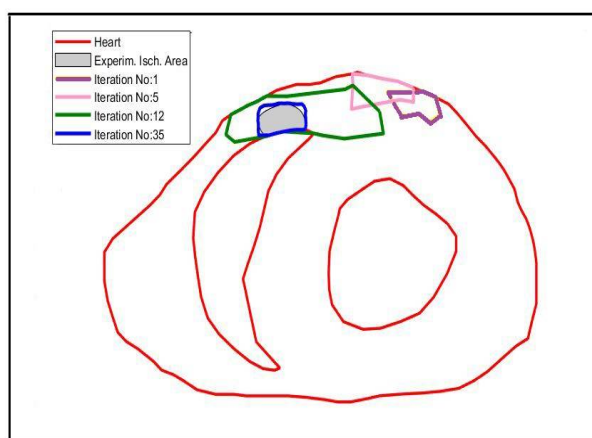 Heart
Experim. Isch. Area
Iteration No:1
Iteration No:5
Iteration No:12
Iteration No:35